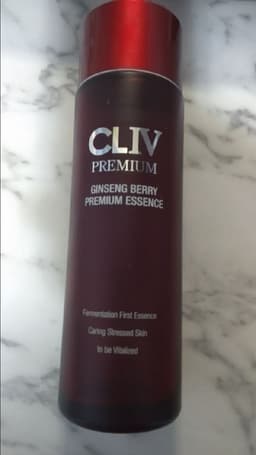 CLIV
PREMIUM
GINSENG BERRY
PREMIUM ESSENCE
Fermentation First Essence
Caring Stressed Skin
to be Vitalized